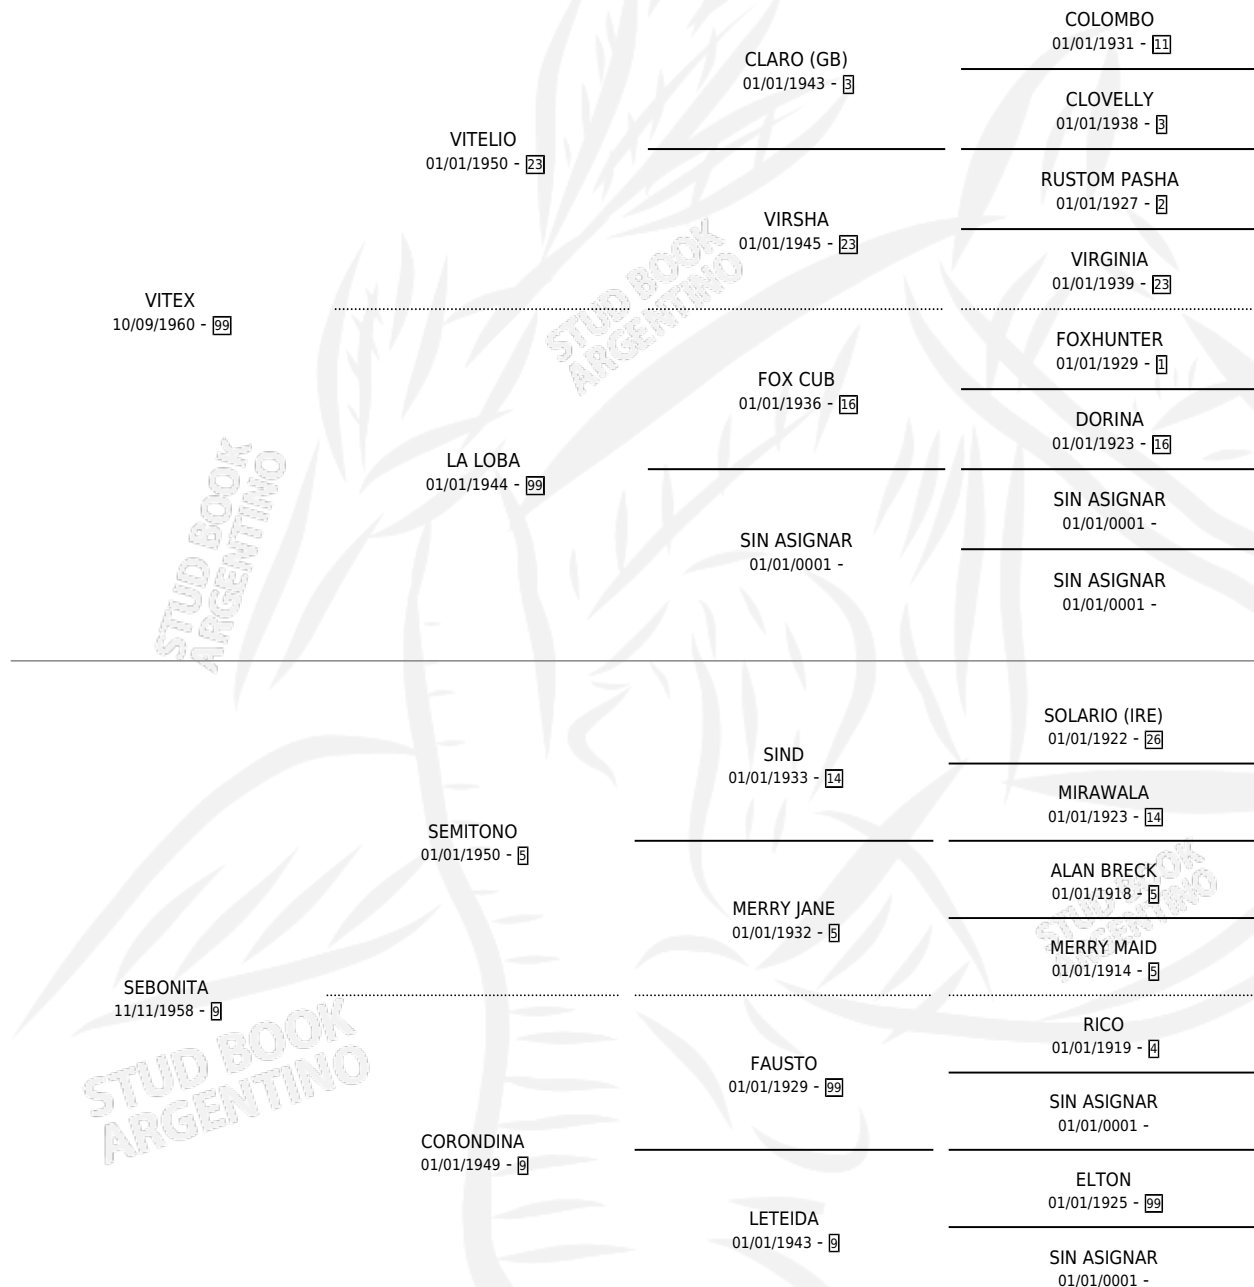 COLOMBO
01/01/1931 - 11
CLARO (GB)
01/01/1943 - 3
CLOVELLY
01/01/1938 - 3
VITELIO
01/01/1950 - 23
RUSTOM PASHA
01/01/1927 - 2
VIRSHA
01/01/1945 - 23
VIRGINIA
01/01/1939 - 23
VITEX
10/09/1960 - 99
FOXHUNTER
01/01/1929 - 1
FOX CUB
01/01/1936 - 16
DORINA
01/01/1923 - 16
LA LOBA
01/01/1944 - 99
SIN ASIGNAR
01/01/0001 -
SIN ASIGNAR
01/01/0001 -
SIN ASIGNAR
01/01/0001 -
STUD BOOK
ARGENTINO
STUD BOOK
ARGENTINO
SOLARIO (IRE)
01/01/1922 - 26
SIND
01/01/1933 - 14
MIRAWALA
01/01/1923 - 14
SEMITONO
01/01/1950 - 5
ALAN BRECK
01/01/1918 - 5
MERRY JANE
01/01/1932 - 5
MERRY MAID
01/01/1914 - 5
SEBONITA
11/11/1958 - 9
RICO
01/01/1919 - 4
FAUSTO
01/01/1929 - 99
SIN ASIGNAR
01/01/0001 -
CORONDINA
01/01/1949 - 9
ELTON
01/01/1925 - 99
LETEIDA
01/01/1943 - 9
SIN ASIGNAR
01/01/0001 -
STUD BOOK
ARGENTINO
STUD BOOK
ARGENTINO